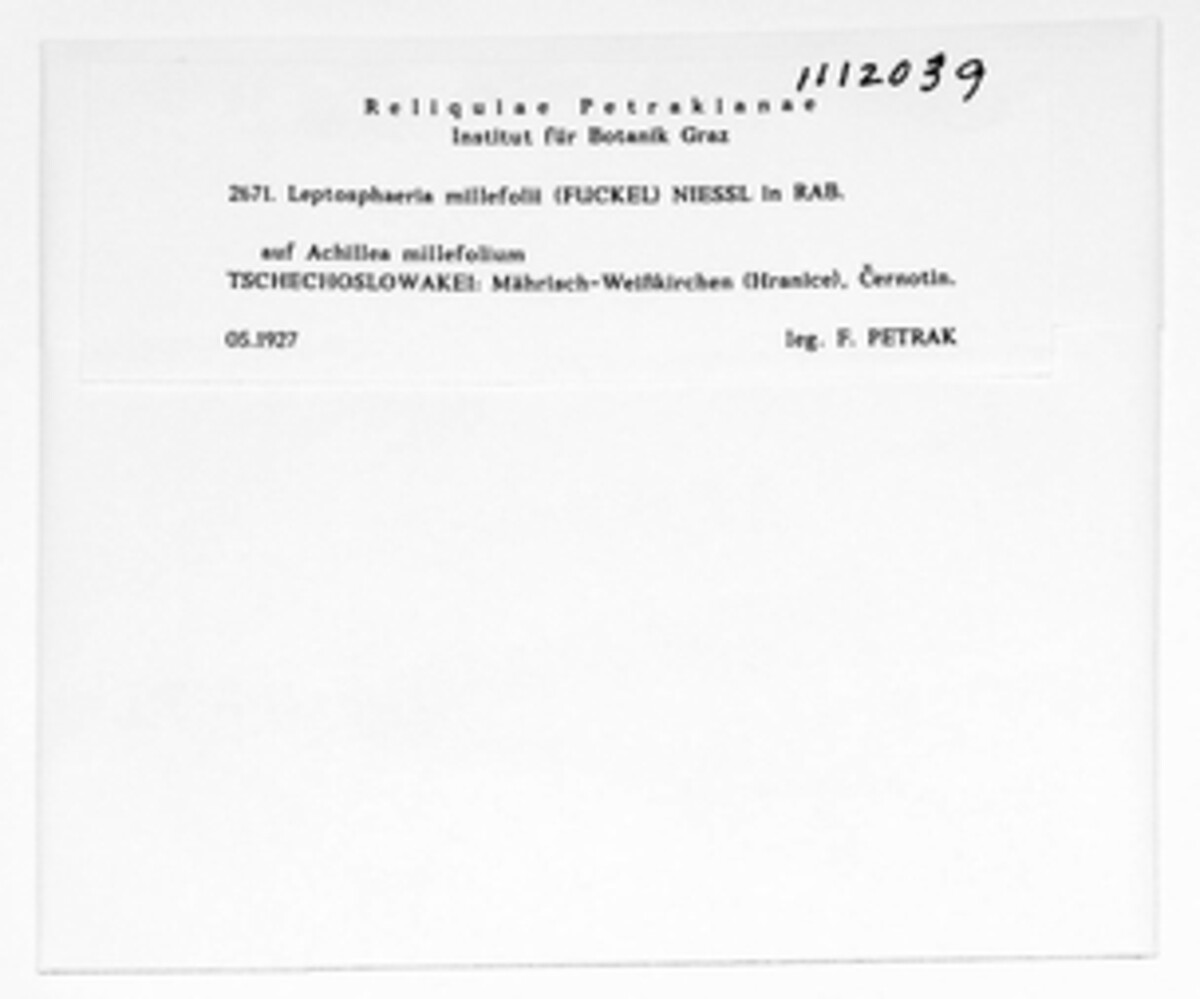 1112039
Reliquiae Petrakianae
Institut für Botanik Graz
2671. Leptosphaeria millefolii (FUCKEL) NIESSL in RAB.
auf Achillea millefolium
TSCHECHOSLOWAKEI: Mährisch-Weißkirchen (Hranice), Černotin.
05.1927 leg. F. PETRAK